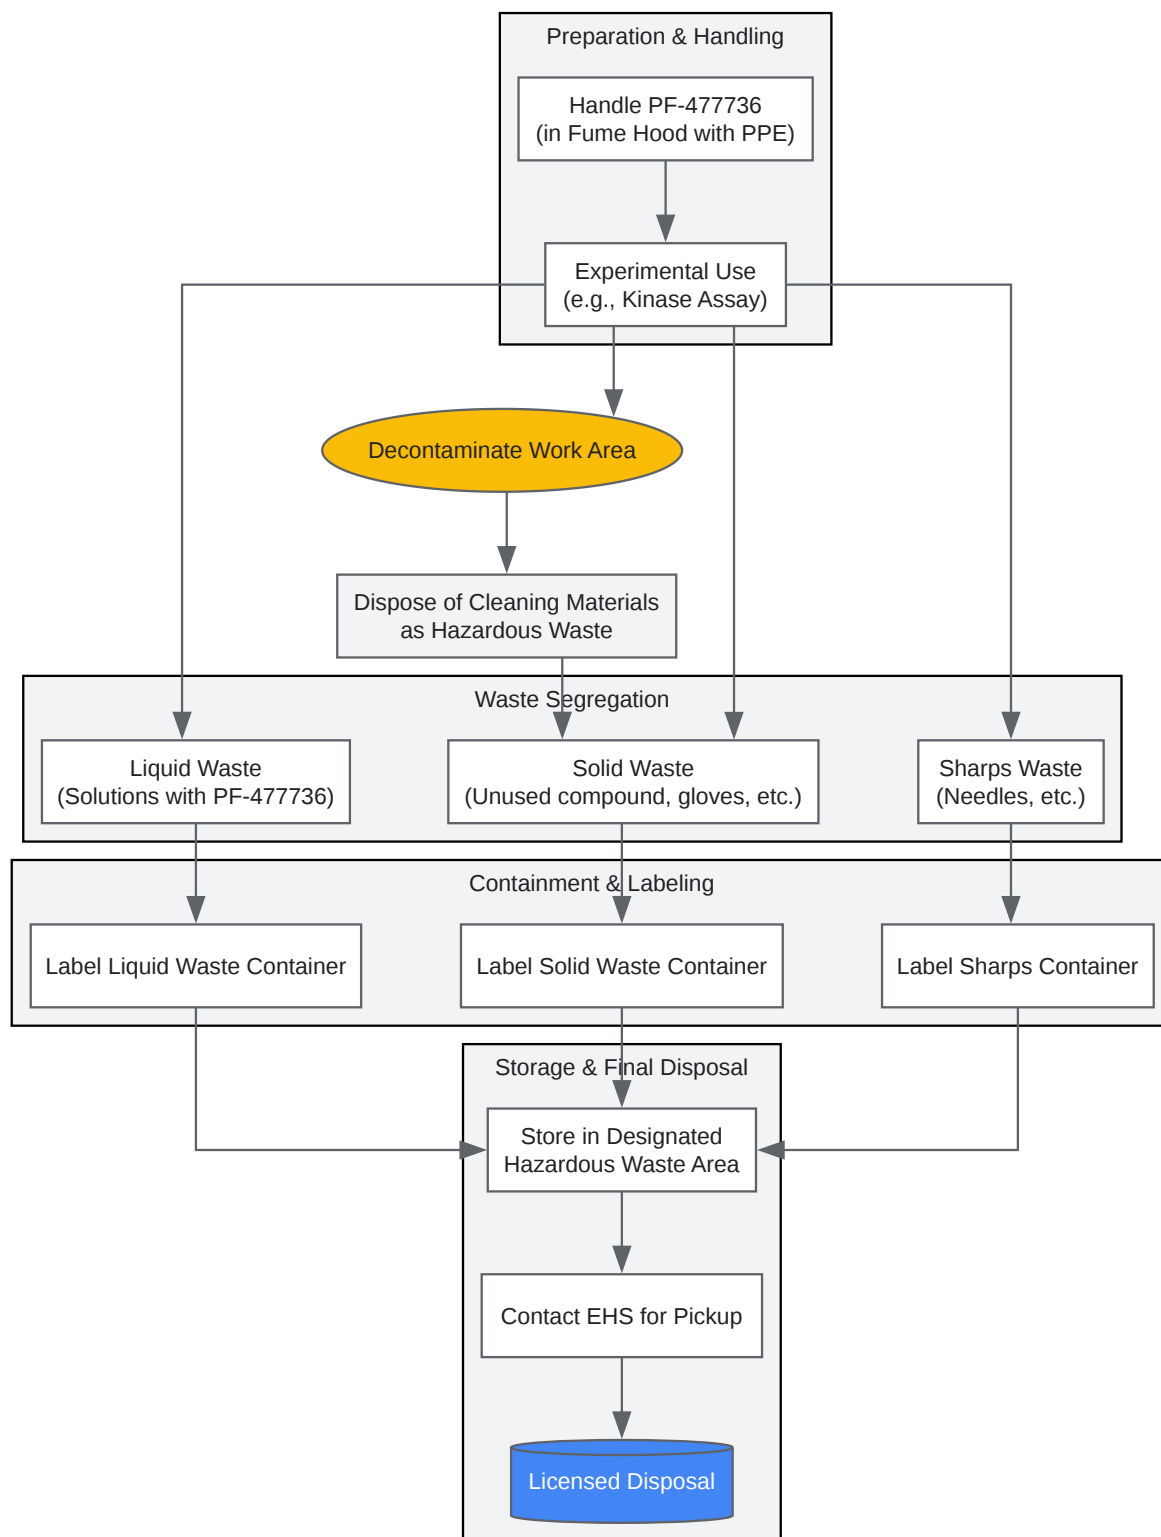 Preparation & Handling
Handle PF-477736
(in Fume Hood with PPE)
Experimental Use
(e.g., Kinase Assay)
Decontaminate Work Area
Dispose of Cleaning Materials
as Hazardous Waste
Waste Segregation
Liquid Waste
(Solutions with PF-477736)
Solid Waste
(Unused compound, gloves, etc.)
Sharps Waste
(Needles, etc.)
Containment & Labeling
Label Liquid Waste Container
Label Solid Waste Container
Label Sharps Container
Storage & Final Disposal
Store in Designated
Hazardous Waste Area
Contact EHS for Pickup
Licensed Disposal